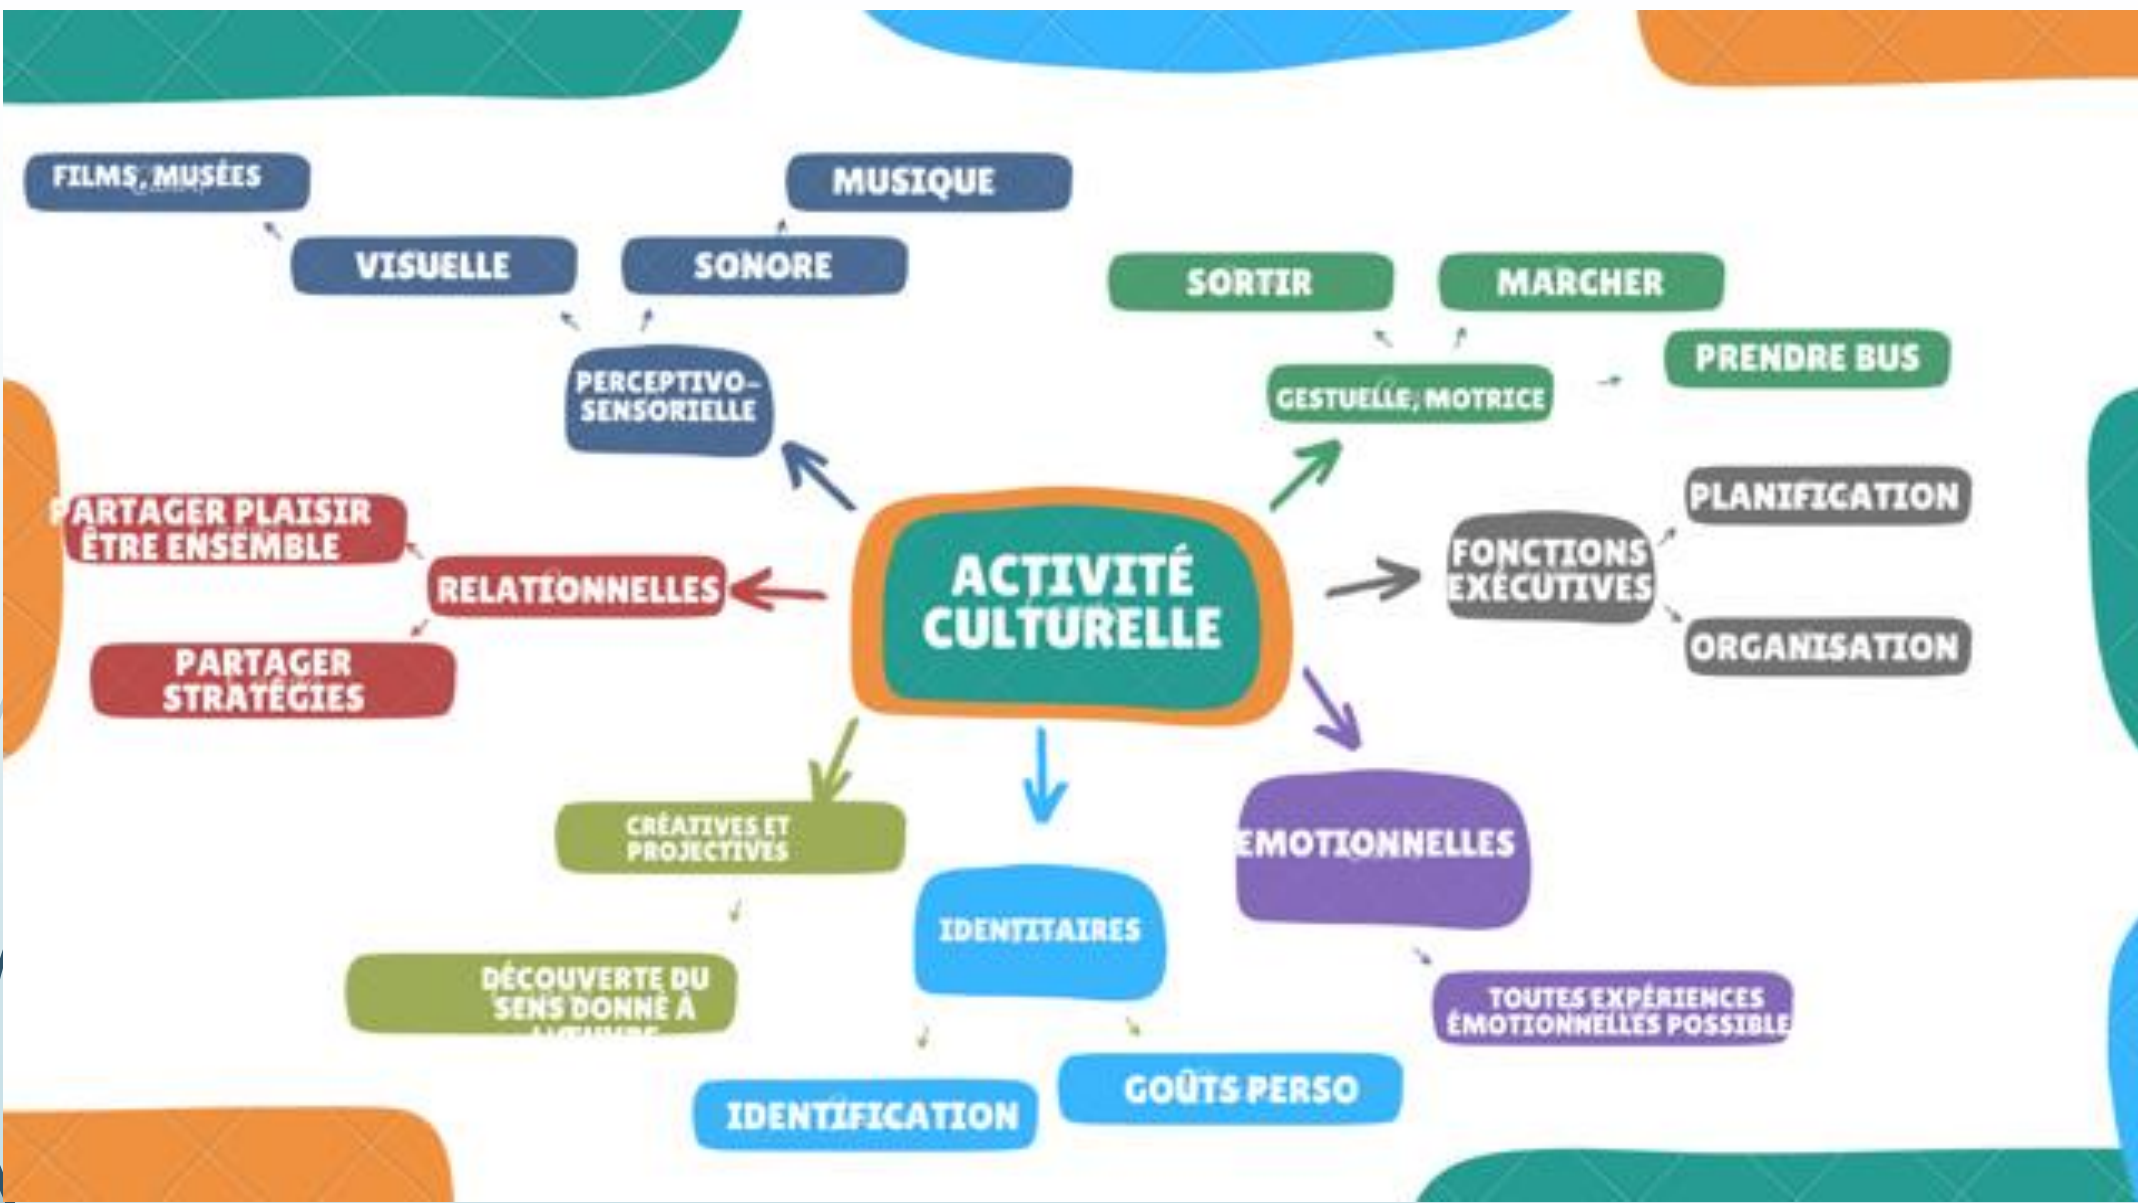 FILMS, MUSÉES
MUSIQUE
VISUELLE
SONORE
PERCEPTIVO-
SENSORIELLE
SORTIR
MARCHER
PRENDRE BUS
GESTUELLE, MOTRICE
PARTAGER PLAISIR
ÊTRE ENSEMBLE
RELATIONNELLES
PARTAGER
STRATÉGIES
ACTIVITÉ
CULTURELLE
PLANIFICATION
FONCTIONS
EXÉCUTIVES
ORGANISATION
CRÉATIVES ET
PROJECTIVES
DÉCOUVERTE DU
SENS DONNÉ À
L'ŒUVRE
IDENTITAIRES
IDENTIFICATION
GOÛTS PERSO
EMOTIONNELLES
TOUTES EXPÉRIENCES
ÉMOTIONNELLES POSSIBLE